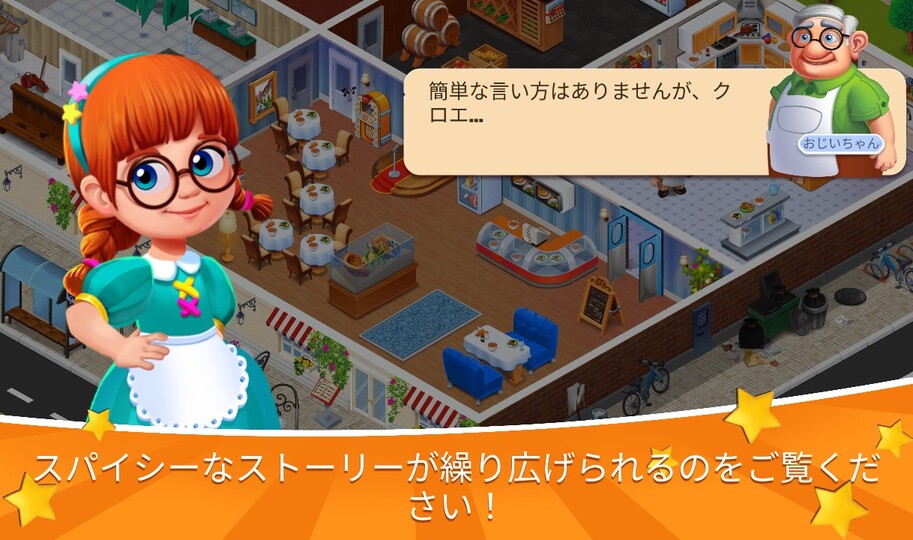 簡単な言い方はありませんが、ク
ロエ...
おじいちゃん
スパイシーなストーリーが繰り広げられるのをご覧くだ
さい！